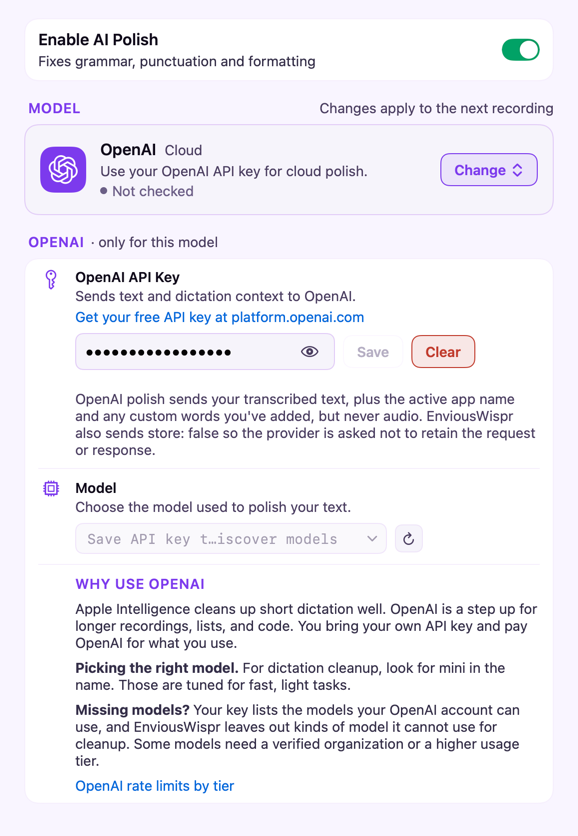 Enable AI Polish
Fixes grammar, punctuation and formatting
MODEL
Changes apply to the next recording
OpenAI Cloud
Use your OpenAI API key for cloud polish.
Not checked
Change
OPENAI · only for this model
OpenAI API Key
Sends text and dictation context to OpenAI.
Get your free API key at platform.openai.com
•••••••••••••••••
Save
Clear
OpenAI polish sends your transcribed text, plus the active app name
and any custom words you've added, but never audio. EnviousWispr
also sends store: false so the provider is asked not to retain the request
or response.
Model
Choose the model used to polish your text.
Save API key t…iscover models
WHY USE OPENAI
Apple Intelligence cleans up short dictation well. OpenAI is a step up for
longer recordings, lists, and code. You bring your own API key and pay
OpenAI for what you use.
Picking the right model. For dictation cleanup, look for mini in the
name. Those are tuned for fast, light tasks.
Missing models? Your key lists the models your OpenAI account can
use, and EnviousWispr leaves out kinds of model it cannot use for
cleanup. Some models need a verified organization or a higher usage
tier.
OpenAI rate limits by tier